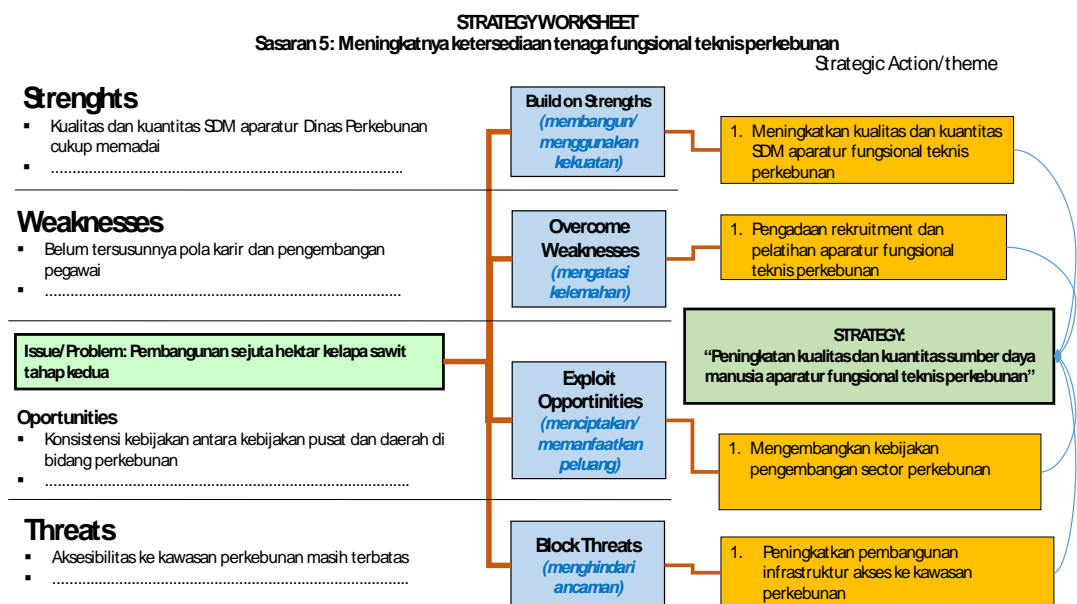 STRATEGY WORKSHEET
Sasaran 5: Meningkatnya ketersediaan tenaga fungsional teknis perkebunan
Strategic Action/ theme
Strenghts
▪ Kualitas dan kuantitas SDM aparatur Dinas Perkebunan
cukup memadai
▪ ................................................................................
Build on Strengths
(membangun/
menggunakan
kekuatan)
1. Meningkatkan kualitas dan kuantitas
SDM aparatur fungsional teknis
perkebunan
Weaknesses
▪ Belum tersusunnya pola karir dan pengembangan
pegawai
▪ .................................................................................
Overcome
Weaknesses
(mengatasi
kelemahan)
1. Pengadaan rekruitment dan
pelatihan aparatur fungsional
teknis perkebunan
Issue/ Problem: Pembangunan sejuta hektar kelapa sawit
tahap kedua
STRATEGY:
“Peningkatan kualitas dan kuantitas sumber daya
manusia aparatur fungsional teknis perkebunan”
Oportunities
▪ Konsistensi kebijakan antara kebijakan pusat dan daerah di
bidang perkebunan
▪ ...................................................................................
Exploit
Opportinities
(menciptakan/
memanfaatkan
peluang)
1. Mengembangkan kebijakan
pengembangan sector perkebunan
Threats
▪ Aksesibilitas ke kawasan perkebunan masih terbatas
▪ .................................................................................
Block Threats
(menghindari
ancaman)
1. Peningkatkan pembangunan
infrastruktur akses ke kawasan
perkebunan